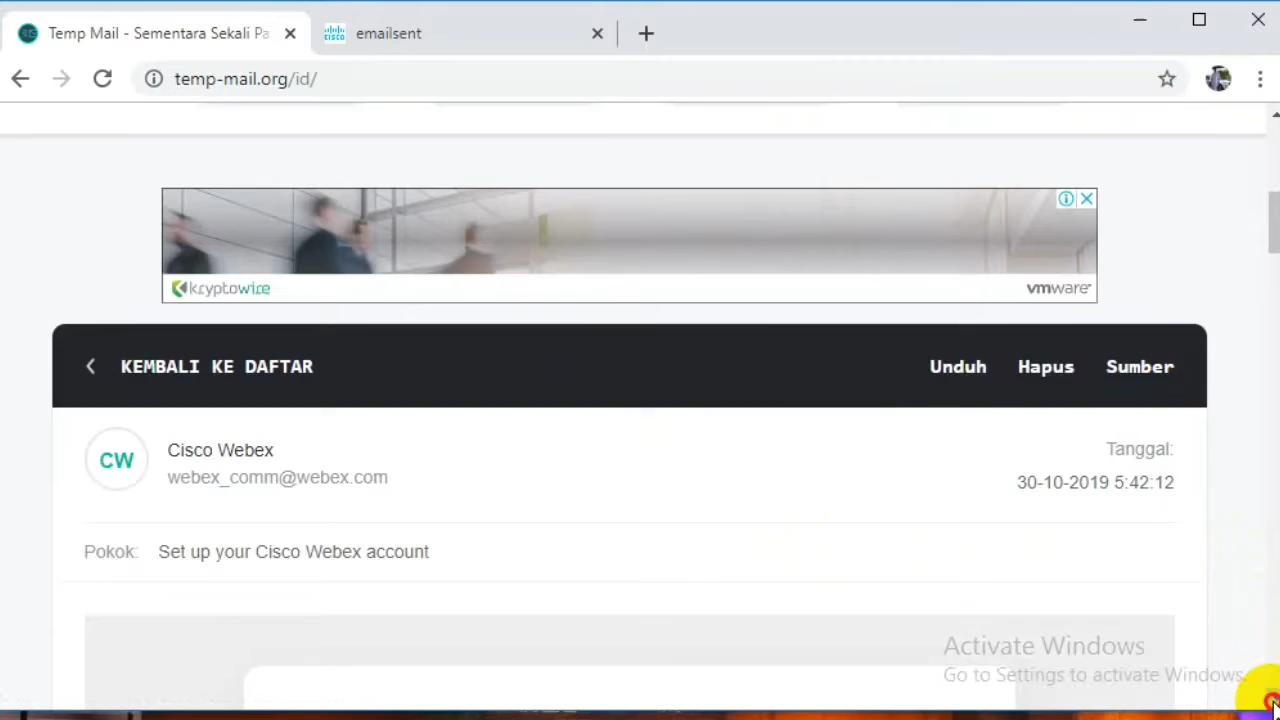 Temp Mail - Sementara Sekali Pa
emailsent
temp-mail.org/id/
kryptowire
vmware
KEMBALI KE DAFTAR
Unduh Hapus Sumber
CW
Cisco Webex
webex_comm@webex.com
Tanggal:
30-10-2019 5:42:12
Pokok: Set up your Cisco Webex account
Activate Windows
Go to Settings to activate Windows.